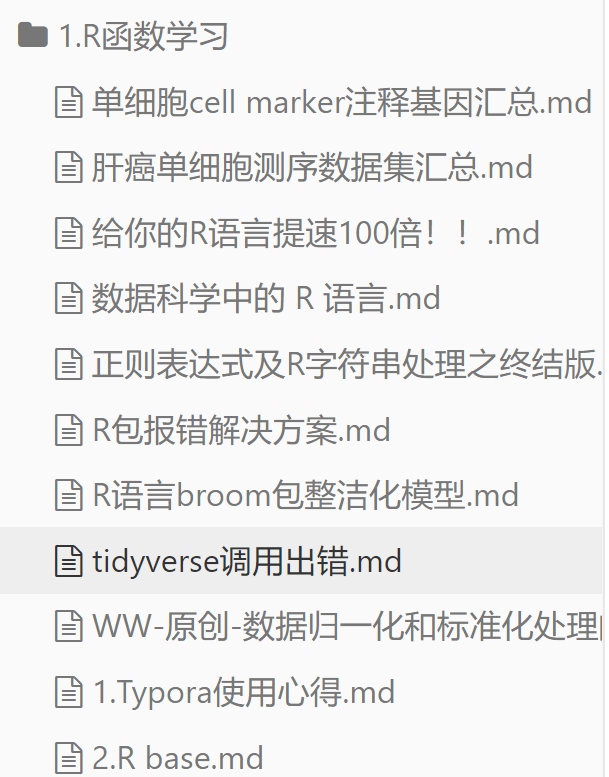 1.R函数学习
单细胞cell marker注释基因汇总.md
肝癌单细胞测序数据集汇总.md
给你的R语言提速100倍！！.md
数据科学中的 R 语言.md
正则表达式及R字符串处理之终结版.
R包报错解决方案.md
R语言broom包整洁化模型.md
tidyverse调用出错.md
WW-原创-数据归一化和标准化处理
1.Typora使用心得.md
2.R base.md